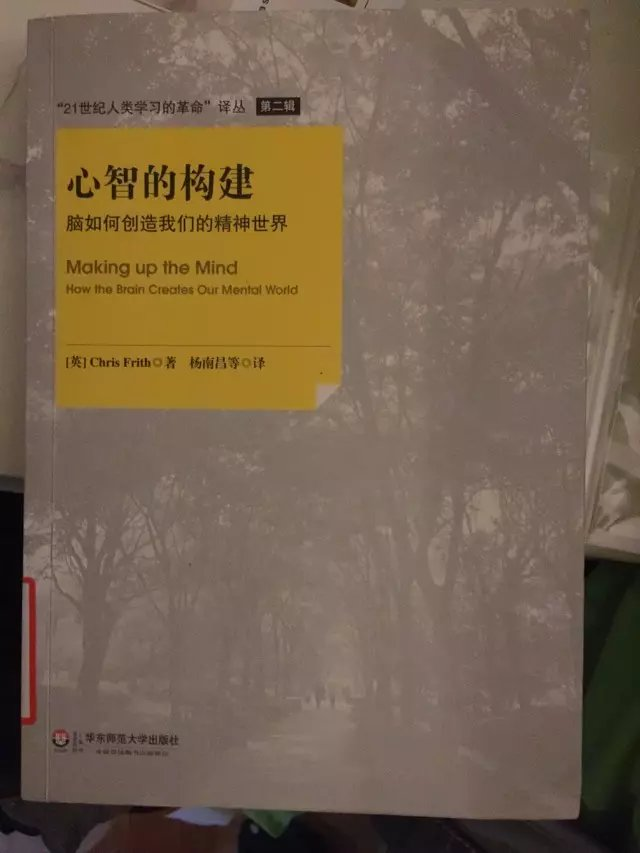 “21世纪人类学习的革命”译丛 第二辑
心智的构建
脑如何创造我们的精神世界
Making up the Mind
How the Brain Creates Our Mental World
[英] Chris Frith◎著 杨南昌等◎译
华东师范大学出版社